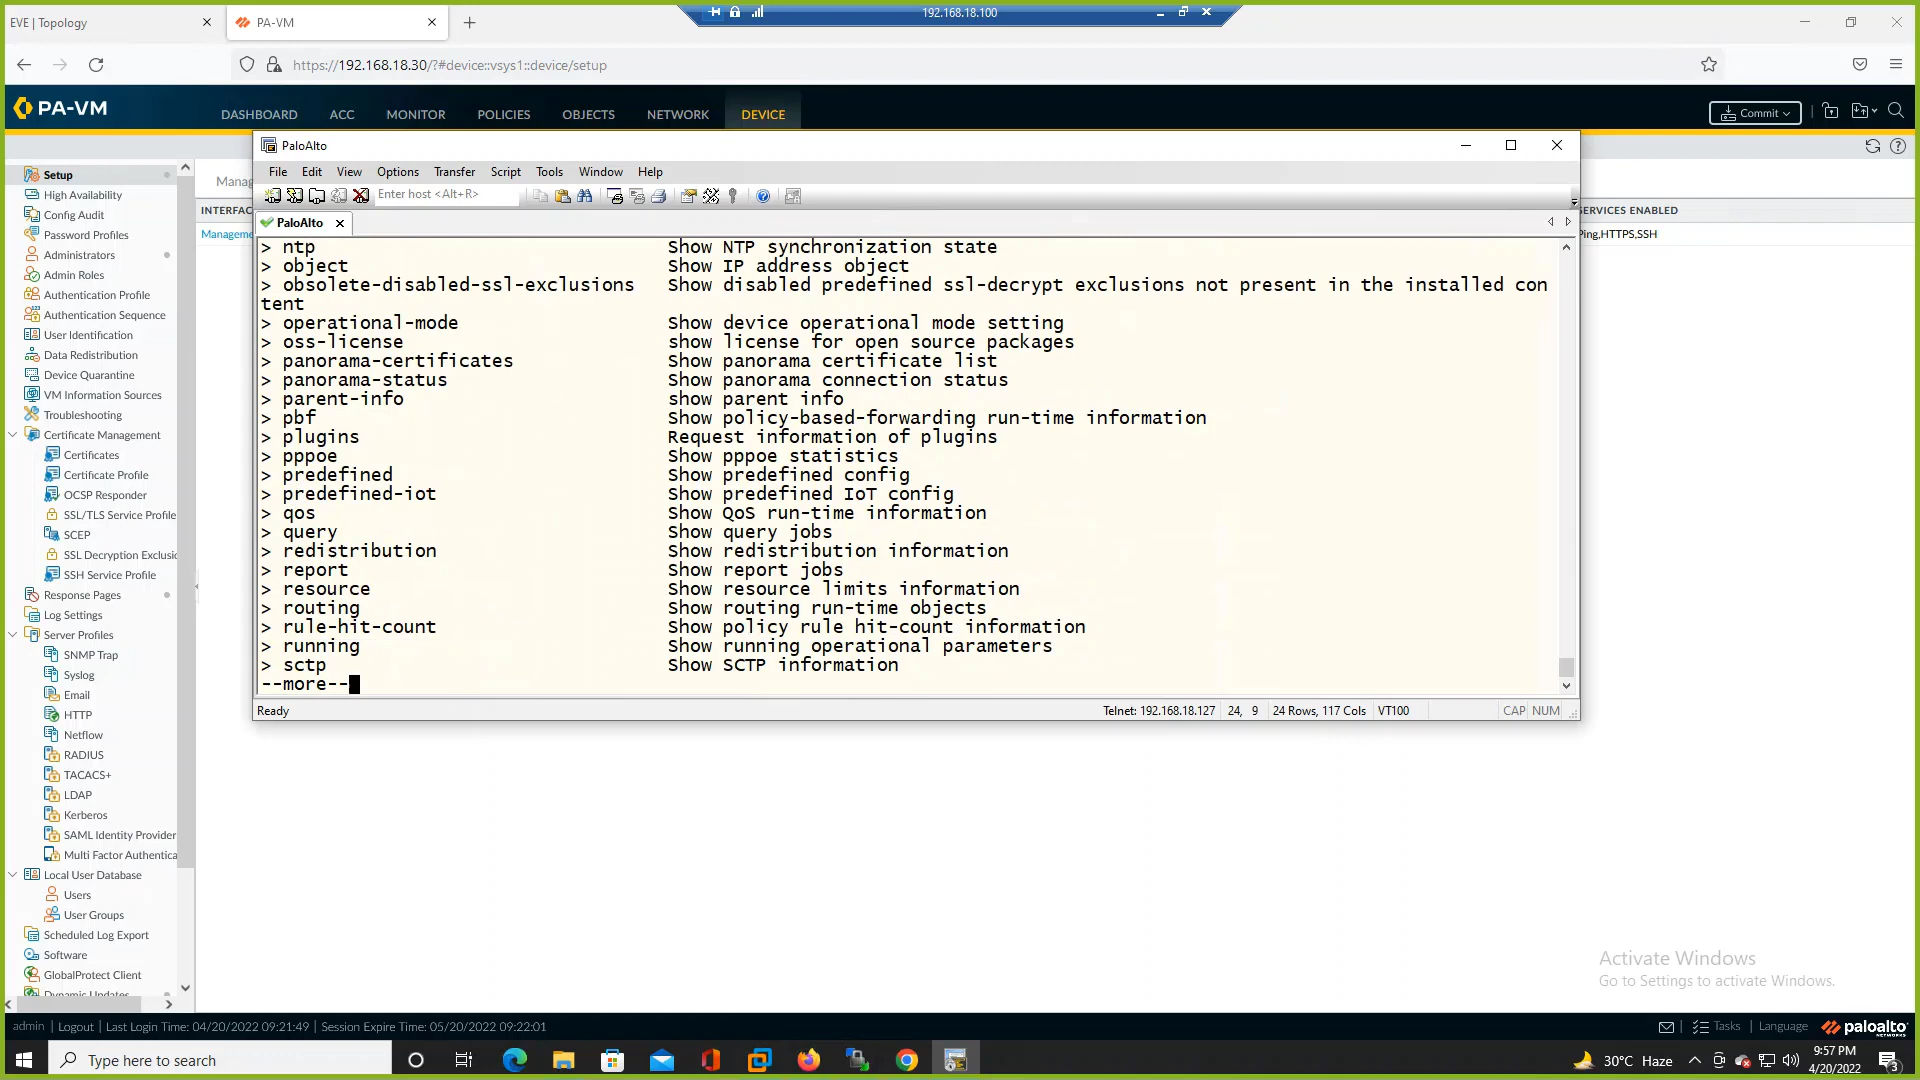 EVE | Topology
PA-VM
192.168.18.100
https://192.168.18.30/?#device::vsys1::device/setup
PA-VM
DASHBOARD
ACC
MONITOR
POLICIES
OBJECTS
NETWORK
DEVICE
Commit
PaloAlto
File Edit View Options Transfer Script Tools Window Help
Enter host <Alt+R>
PaloAlto
Manag
INTERFAC
Manageme
SERVICES ENABLED
Ping,HTTPS,SSH
Setup
High Availability
Config Audit
Password Profiles
Administrators
Admin Roles
Authentication Profile
Authentication Sequence
User Identification
Data Redistribution
Device Quarantine
VM Information Sources
Troubleshooting
Certificate Management
Certificates
Certificate Profile
OCSP Responder
SSL/TLS Service Profile
SCEP
SSL Decryption Exclusic
SSH Service Profile
Response Pages
Log Settings
Server Profiles
SNMP Trap
Syslog
Email
HTTP
Netflow
RADIUS
TACACS+
LDAP
Kerberos
SAML Identity Provider
Multi Factor Authentica
Local User Database
Users
User Groups
Scheduled Log Export
Software
GlobalProtect Client
Dynamic Updates
> ntp Show NTP synchronization state
> object Show IP address object
> obsolete-disabled-ssl-exclusions Show disabled predefined ssl-decrypt exclusions not present in the installed con
tent
> operational-mode Show device operational mode setting
> oss-license show license for open source packages
> panorama-certificates Show panorama certificate list
> panorama-status Show panorama connection status
> parent-info show parent info
> pbf Show policy-based-forwarding run-time information
> plugins Request information of plugins
> pppoe Show pppoe statistics
> predefined Show predefined config
> predefined-iot Show predefined IoT config
> qos Show QoS run-time information
> query Show query jobs
> redistribution Show redistribution information
> report Show report jobs
> resource Show resource limits information
> routing Show routing run-time objects
> rule-hit-count Show policy rule hit-count information
> running Show running operational parameters
> sctp Show SCTP information
--more--
Ready
Telnet: 192.168.18.127 24, 9 24 Rows, 117 Cols VT100 CAP NUM
Activate Windows
Go to Settings to activate Windows.
admin | Logout | Last Login Time: 04/20/2022 09:21:49 | Session Expire Time: 05/20/2022 09:22:01
Tasks | Language
paloalto
NETWORKS
Type here to search
30°C Haze
9:57 PM
4/20/2022
3